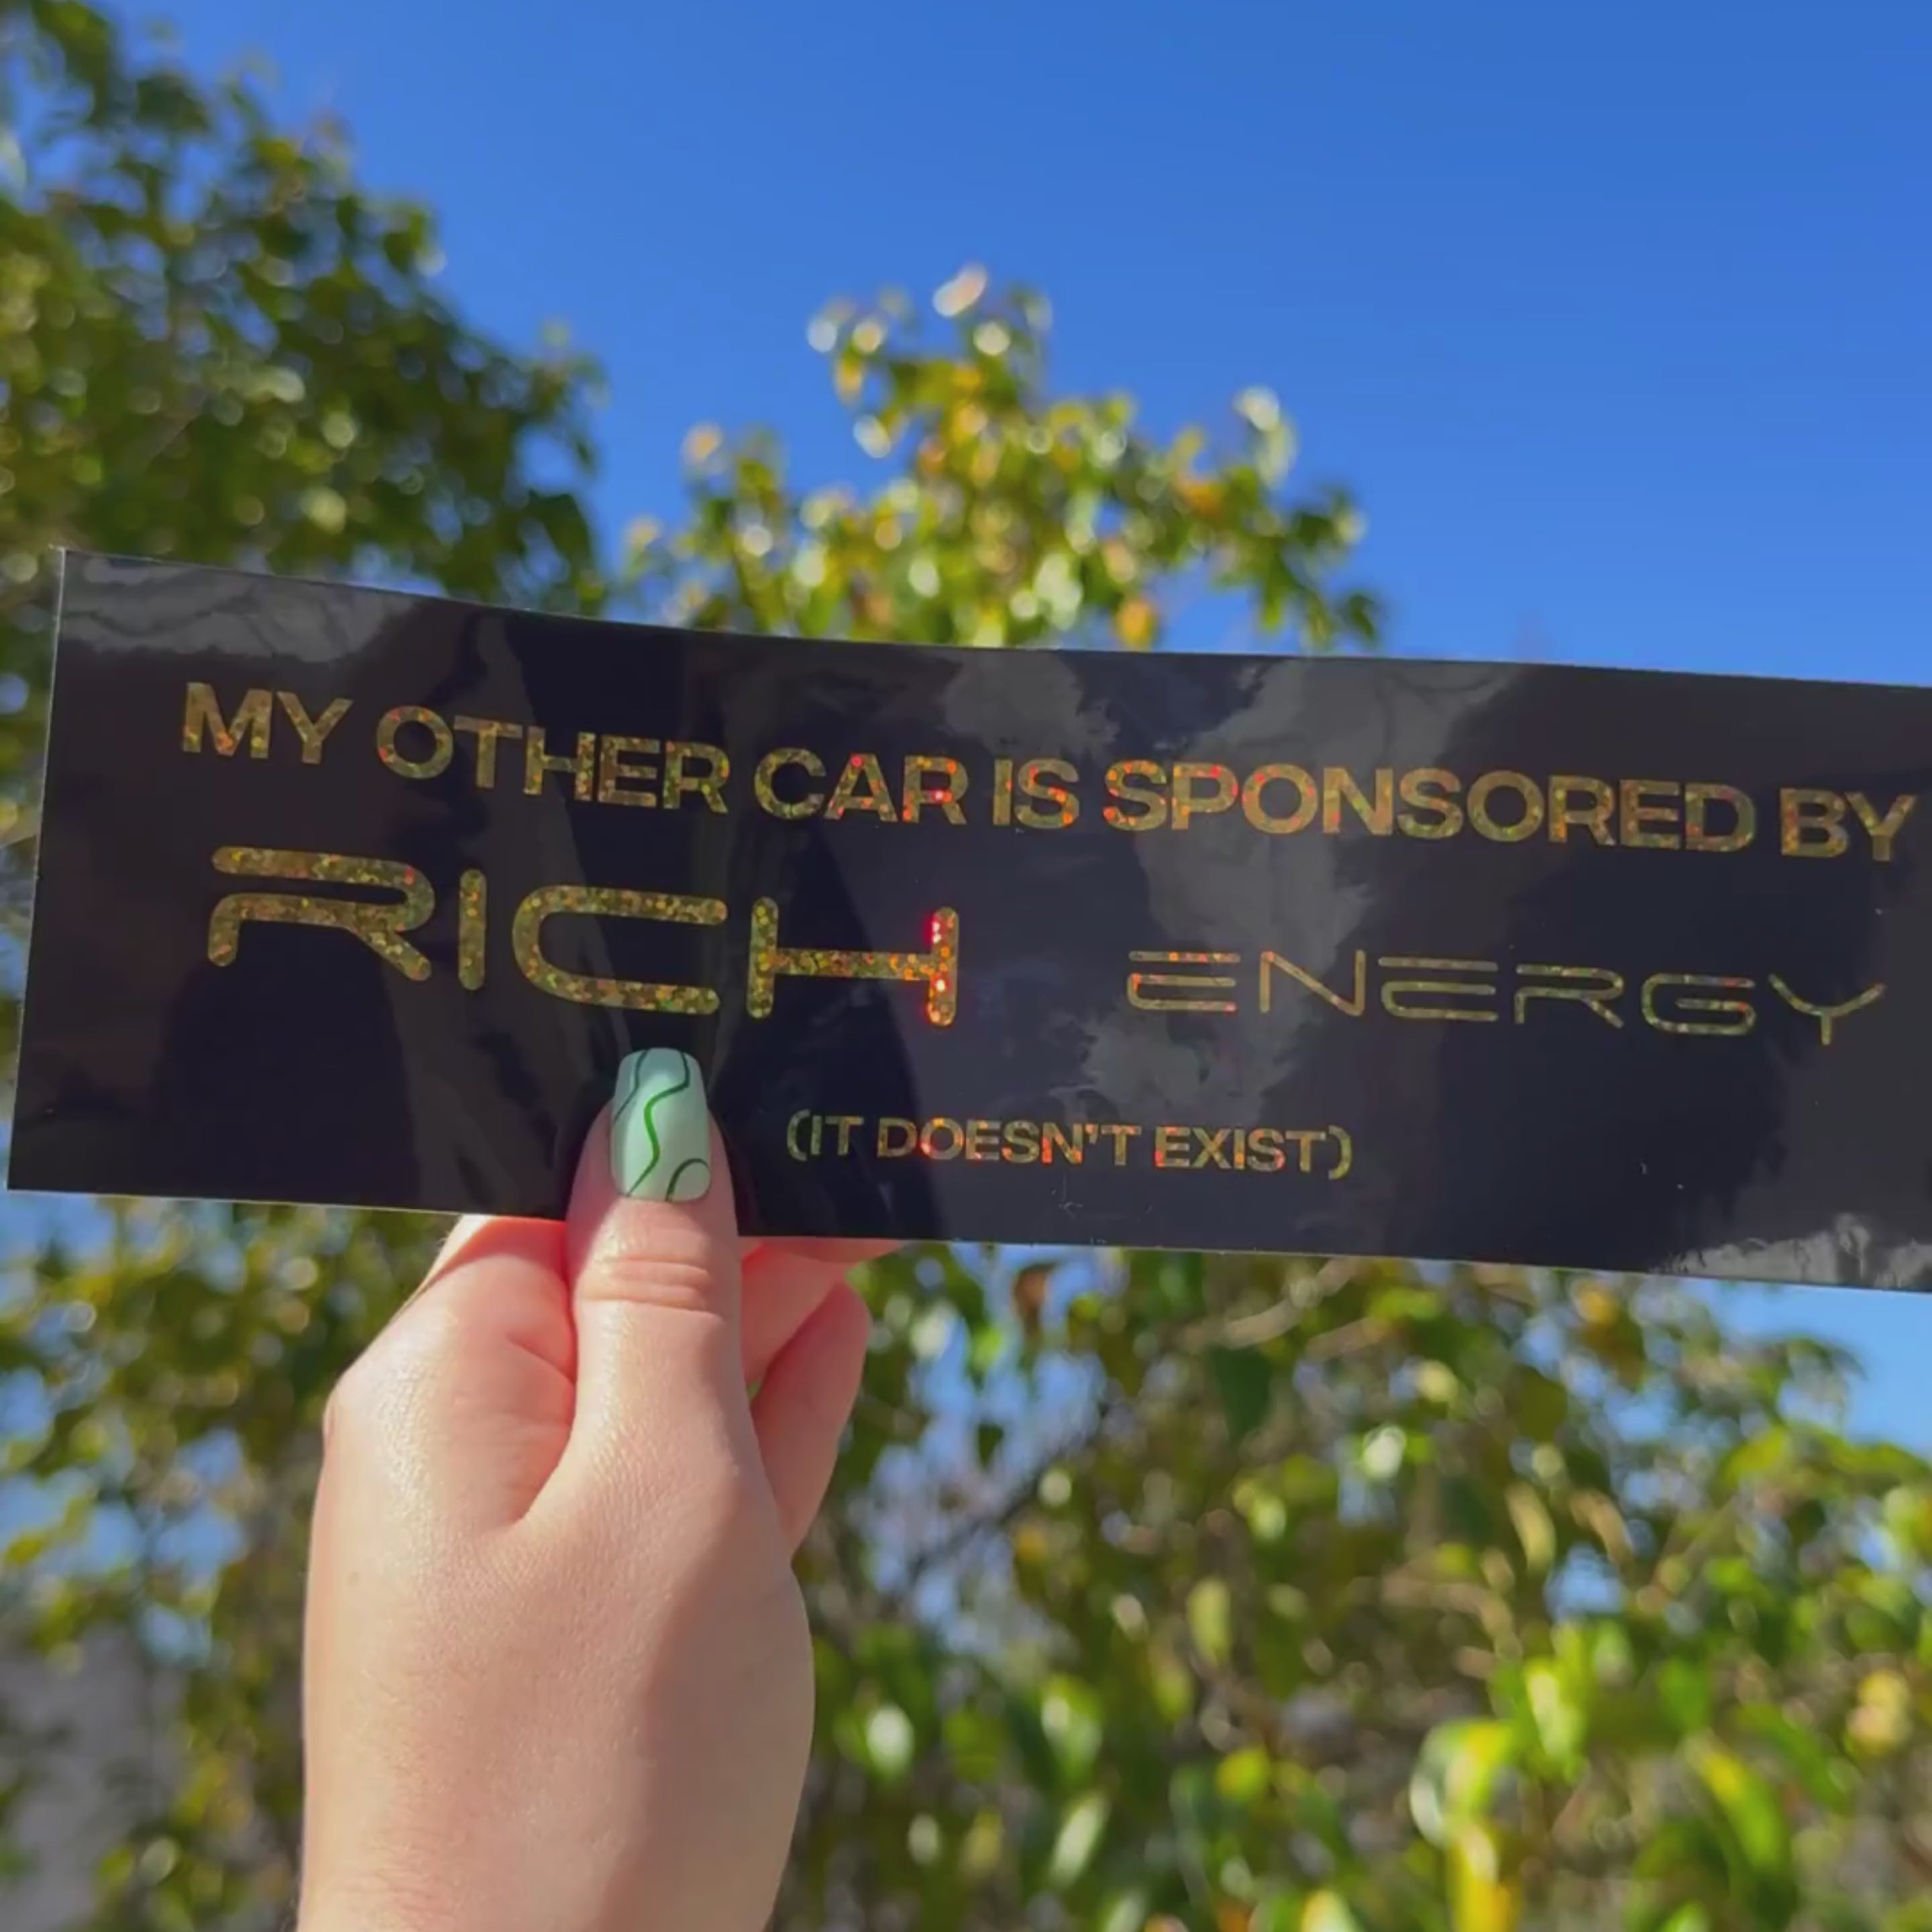 MY OTHER CAR IS SPONSORED BY
RICH ENERGY
(IT DOESN'T EXIST)